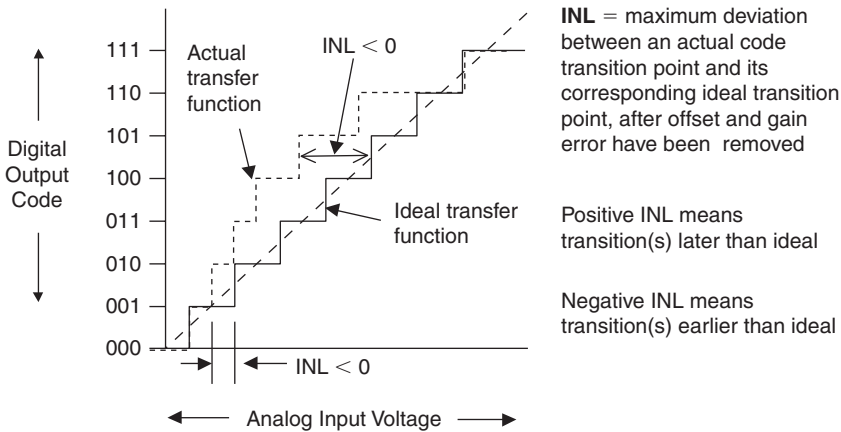 111
110
101
100
011
010
001
000
Digital
Output
Code
Actual
transfer
function
INL < 0
Ideal transfer
function
INL < 0
Analog Input Voltage
INL = maximum deviation
between an actual code
transition point and its
corresponding ideal transition
point, after offset and gain
error have been removed
Positive INL means
transition(s) later than ideal
Negative INL means
transition(s) earlier than ideal